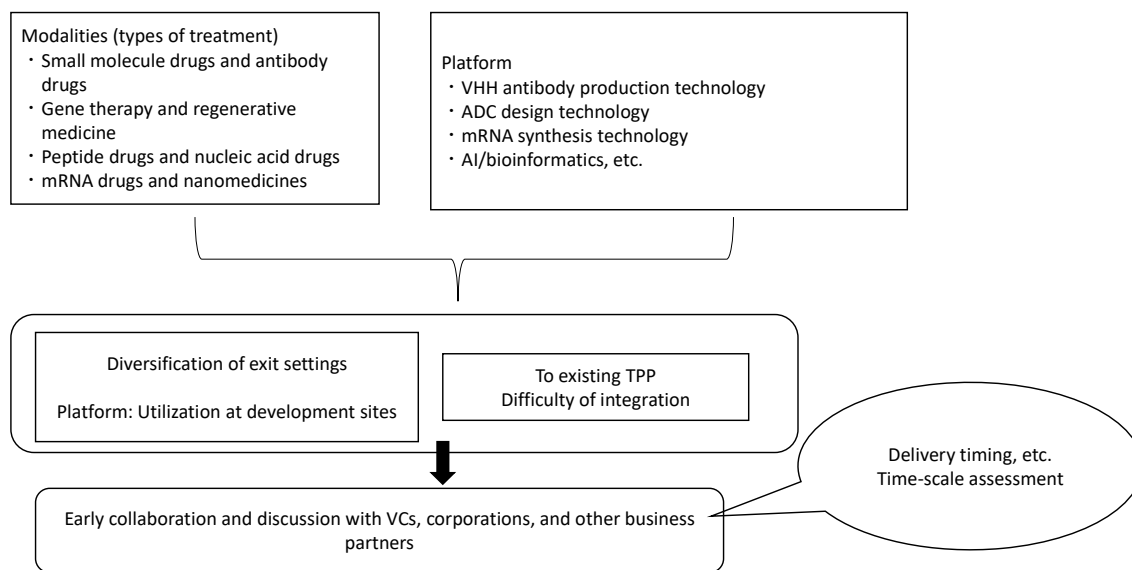 Modalities (types of treatment)
・Small molecule drugs and antibody
drugs
・Gene therapy and regenerative
medicine
・Peptide drugs and nucleic acid drugs
・mRNA drugs and nanomedicines
Platform
・VHH antibody production technology
・ADC design technology
・mRNA synthesis technology
・AI/bioinformatics, etc.
Diversification of exit settings
Platform: Utilization at development sites
To existing TPP
Difficulty of integration
Delivery timing, etc.
Time-scale assessment
Early collaboration and discussion with VCs, corporations, and other business
partners